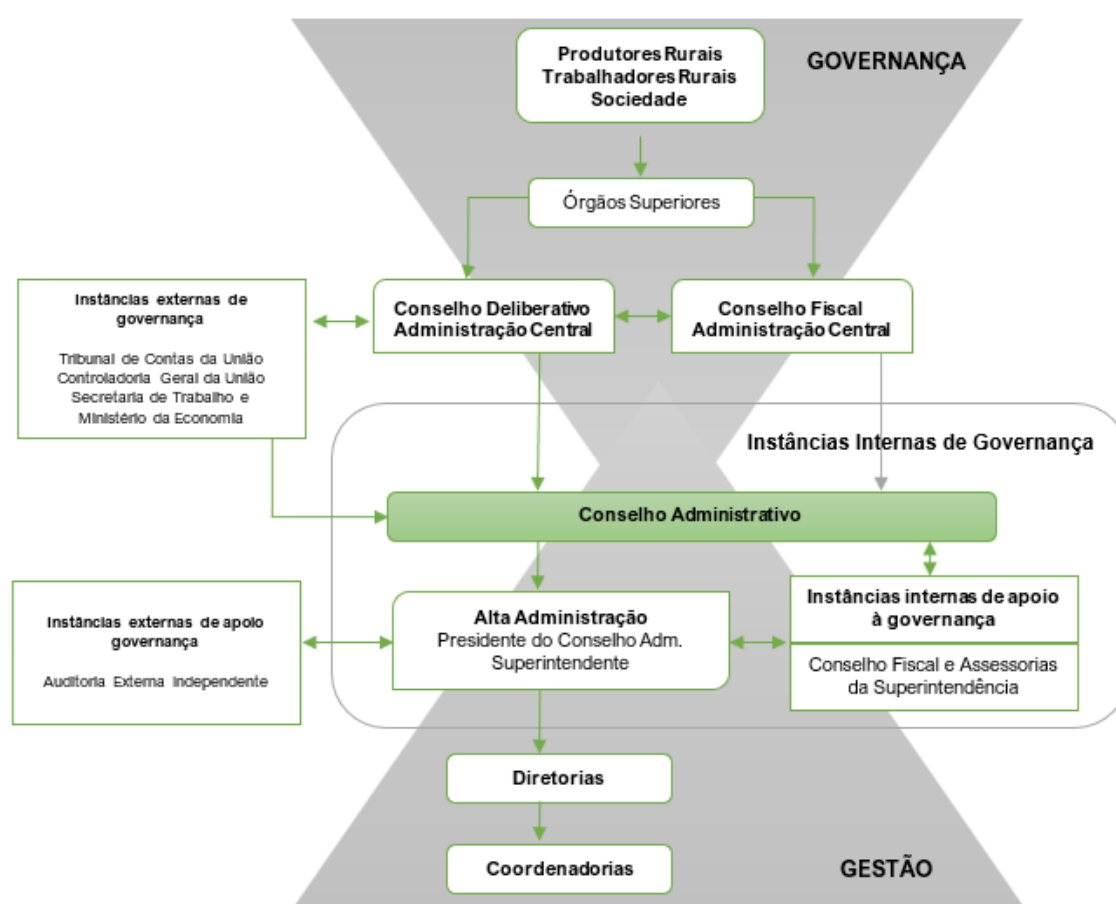 Produtores Rurais
Trabalhadores Rurais
Sociedade
GOVERNANÇA
Órgãos Superiores
Instâncias externas de
governança
Tribunal de Contas da União
Controladoria Geral da União
Secretaria de Trabalho e
Ministério da Economia
Conselho Deliberativo
Administração Central
Conselho Fiscal
Administração Central
Instâncias Internas de Governança
Conselho Administrativo
Instâncias externas de apoio
governança
Auditoria Externa Independente
Alta Administração
Presidente do Conselho Adm.
Superintendente
Instâncias internas de apoio
à governança
Conselho Fiscal e Assessorias
da Superintendência
Diretorias
Coordenadorias
GESTÃO